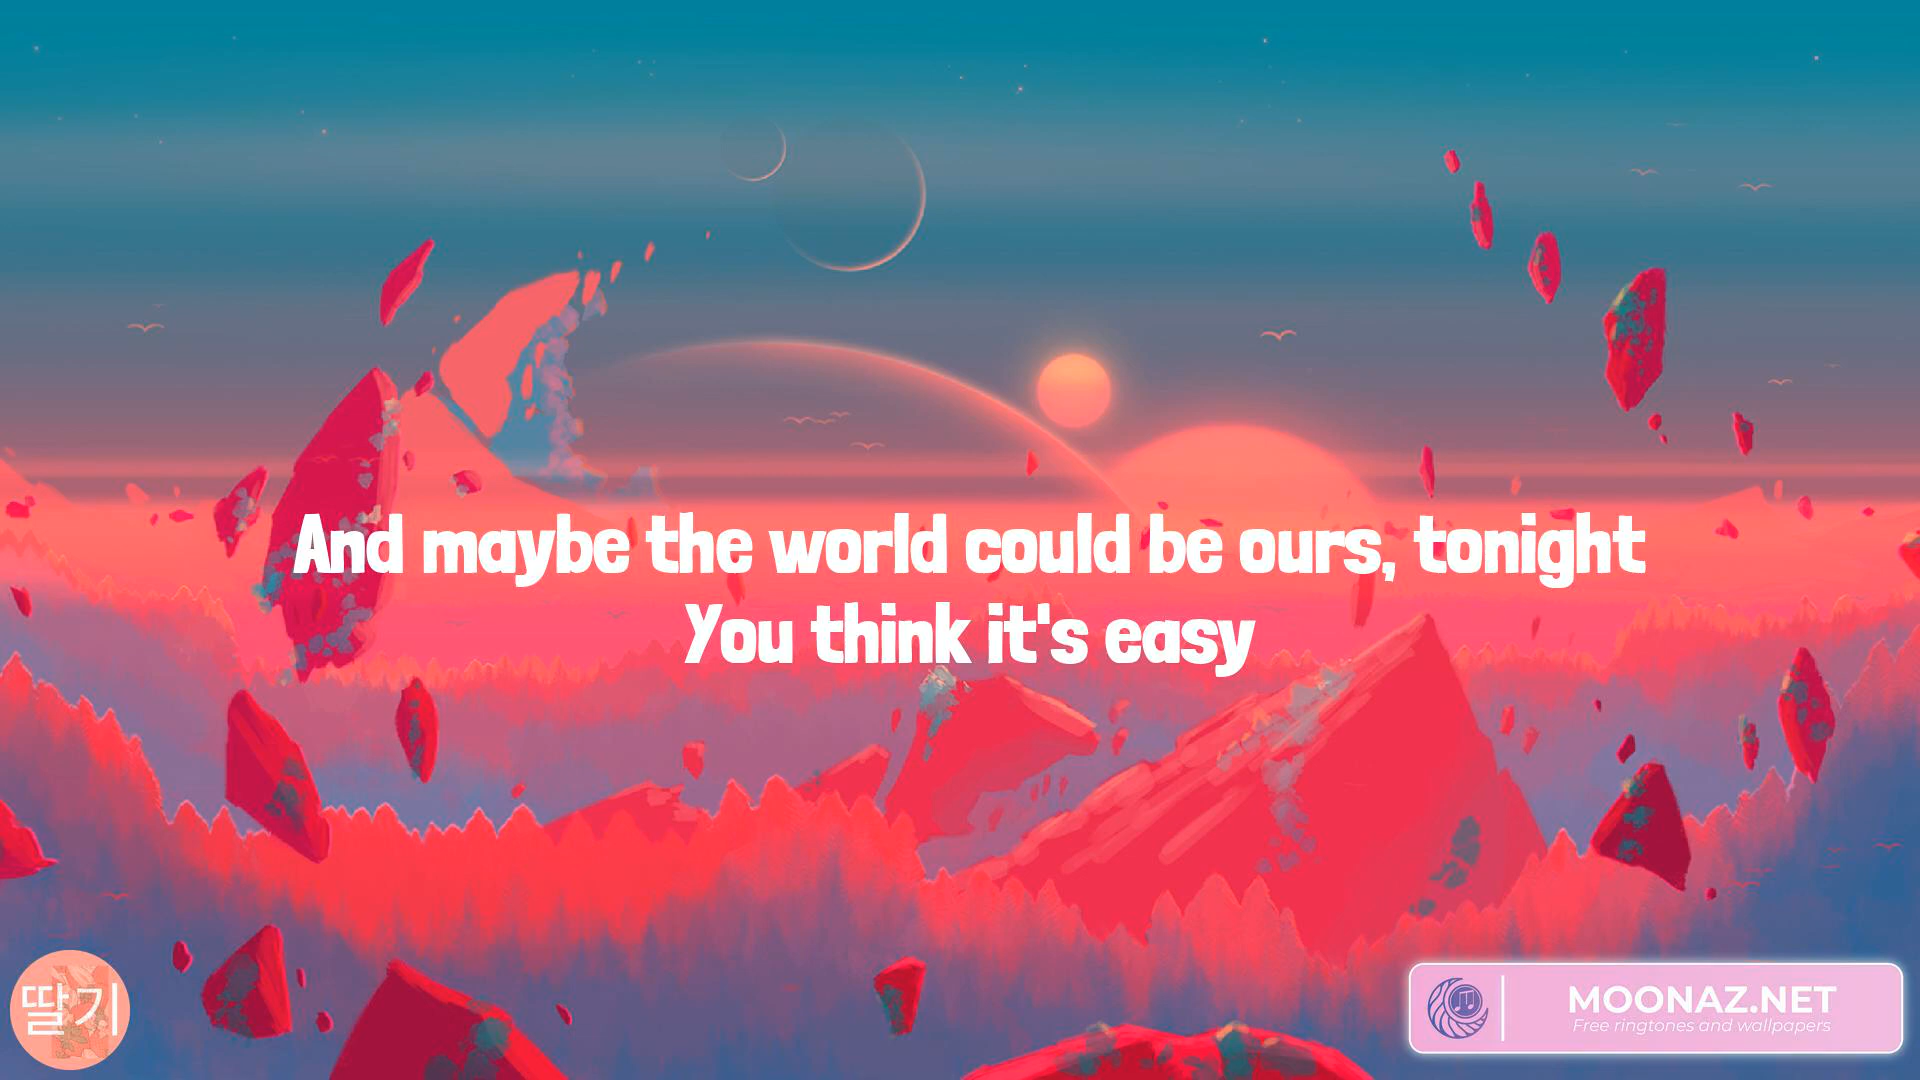 And maybe the world could be ours, tonight
You think it's easy
딸기
MOONAZ.NET
Free ringtones and wallpapers